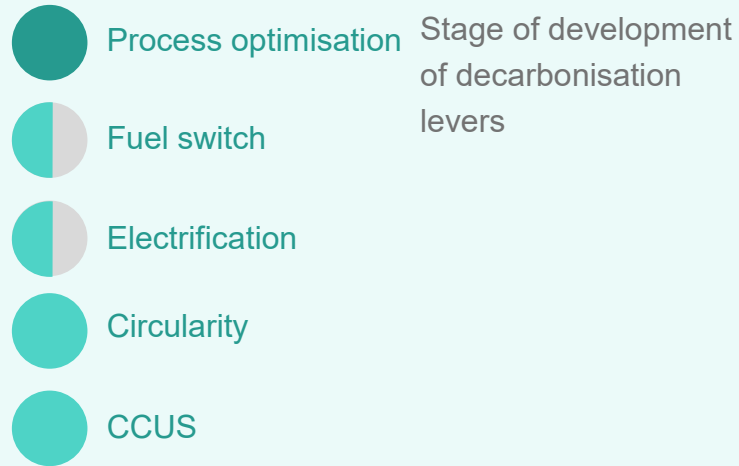 Process optimisation
Fuel switch
Electrification
Circularity
CCUS
Stage of development
of decarbonisation
levers